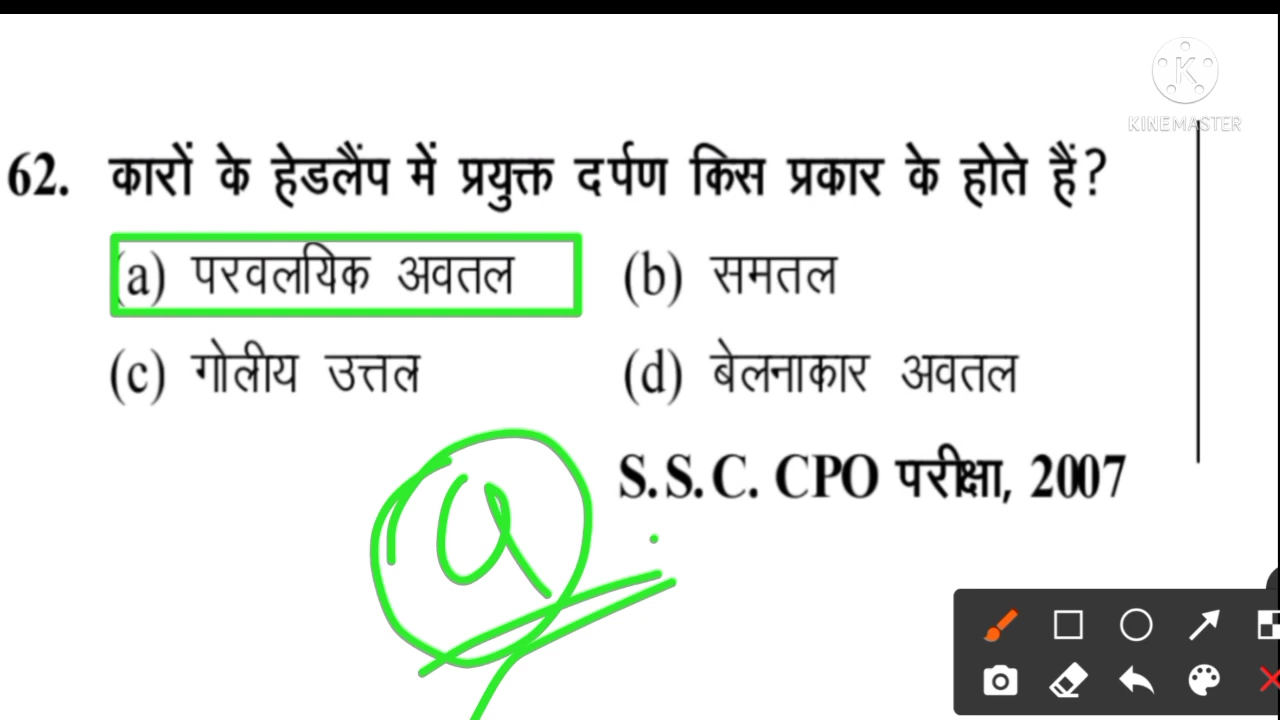 KINEMASTER
62. कारों के हेडलैंप में प्रयुक्त दर्पण किस प्रकार के होते हैं?
(a) परवलयिक अवतल (b) समतल
(c) गोलीय उत्तल (d) बेलनाकार अवतल
S.S.C. CPO परीक्षा, 2007
a